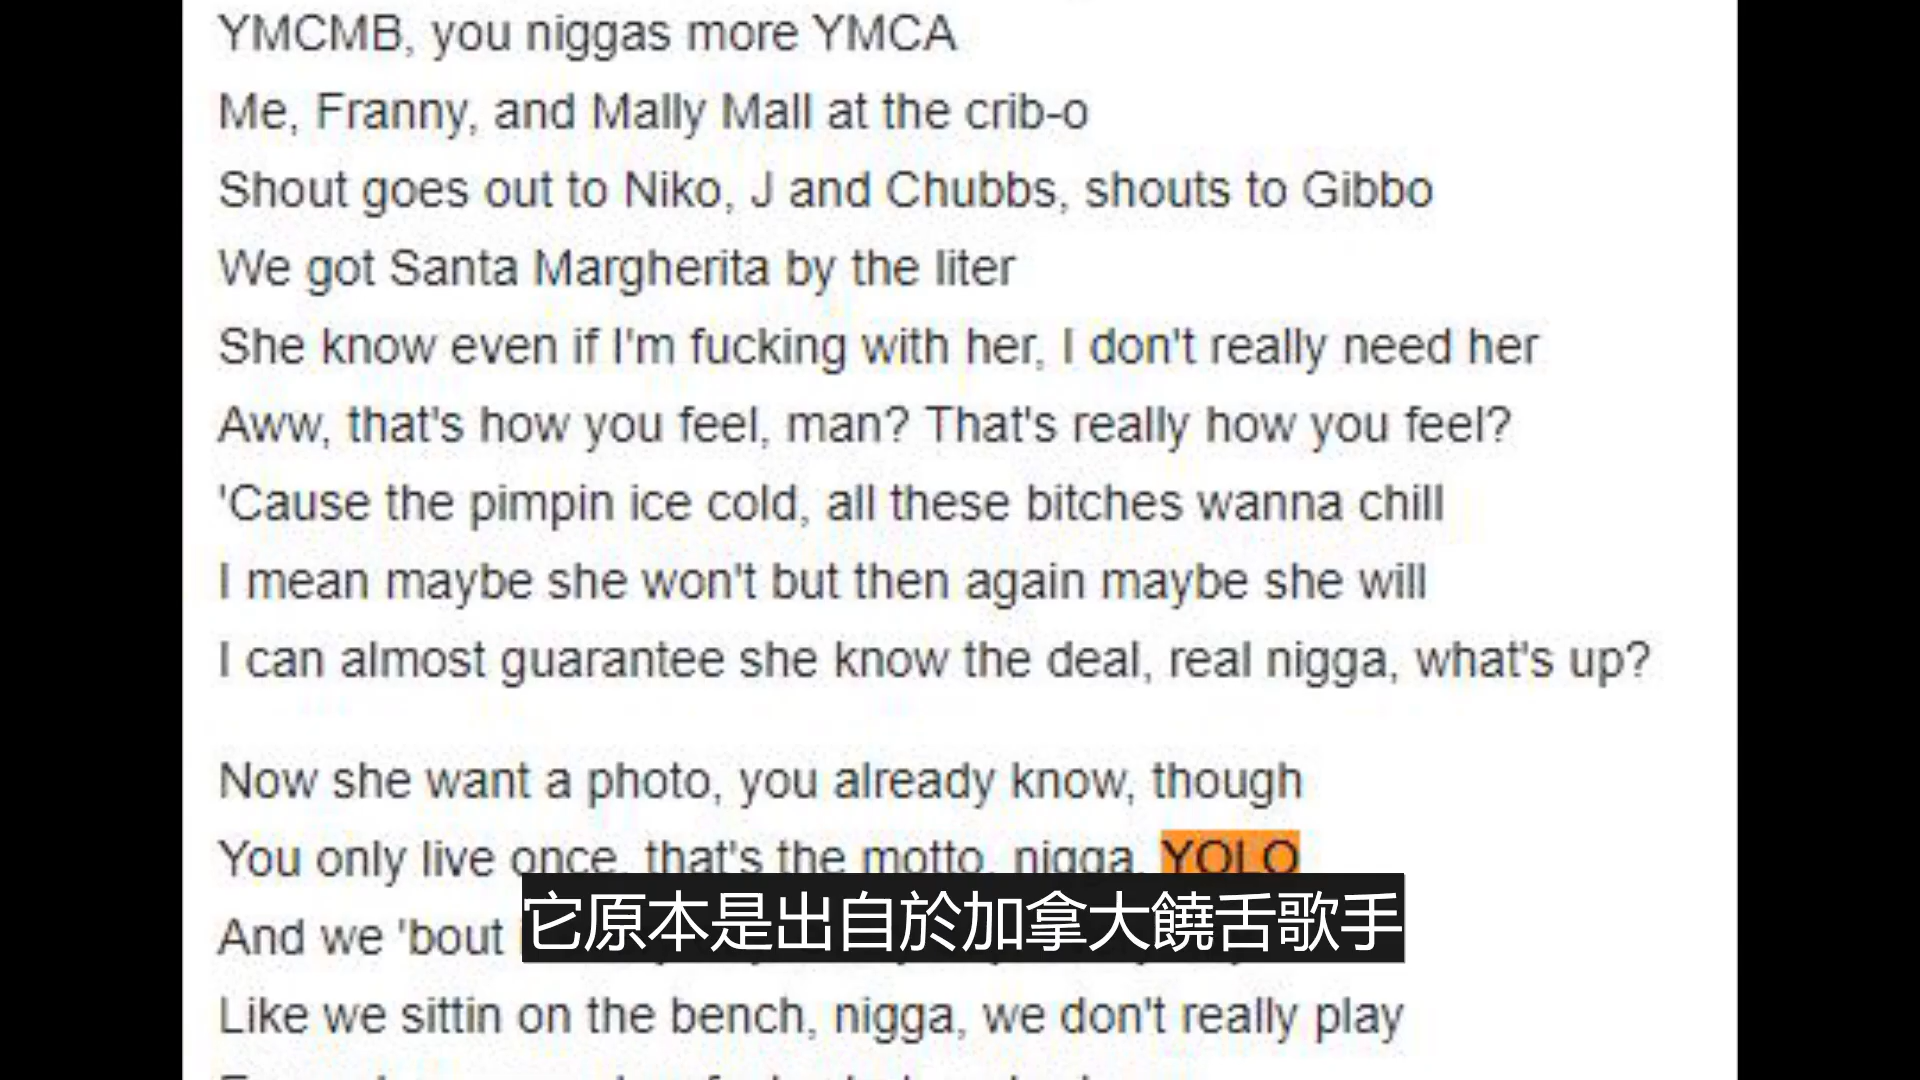 YMCMB, you niggas more YMCA
Me, Franny, and Mally Mall at the crib-o
Shout goes out to Niko, J and Chubbs, shouts to Gibbo
We got Santa Margherita by the liter
She know even if I'm fucking with her, I don't really need her
Aww, that's how you feel, man? That's really how you feel?
'Cause the pimpin ice cold, all these bitches wanna chill
I mean maybe she won't but then again maybe she will
I can almost guarantee she know the deal, real nigga, what's up?
Now she want a photo, you already know, though
You only live once, that's the motto, nigga, YOLO
And we 'bout
它原本是出自於加拿大饒舌歌手
Like we sittin on the bench, nigga, we don't really play